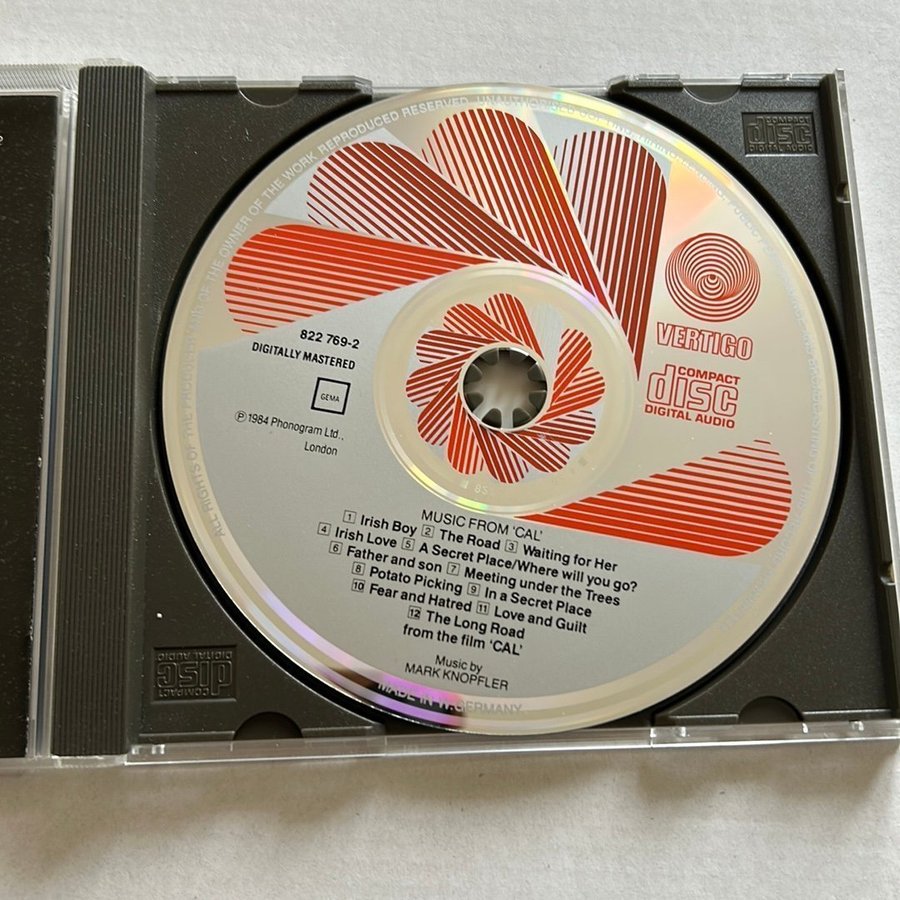 ALL RIGHTS OF THE
OF THE OWNER OF THE WORK REPRODUCED RESERVED. UNAUTHORISED
COMPACT
disc
DIGITAL AUDIO
822 769-2
DIGITALLY MASTERED
GEMA
℗ 1984 Phonogram Ltd.,
London
VERTIGO
COMPACT
disc
DIGITAL AUDIO
MUSIC FROM 'CAL'
1 Irish Boy 2 The Road 3 Waiting for Her
4 Irish Love 5 A Secret Place/Where will you go?
6 Father and son 7 Meeting under the Trees
8 Potato Picking 9 In a Secret Place
10 Fear and Hatred 11 Love and Guilt
12 The Long Road
from the film 'CAL'
Music by
MARK KNOPFLER
MADE IN W. GERMANY
COMPACT
disc
DIGITAL AUDIO